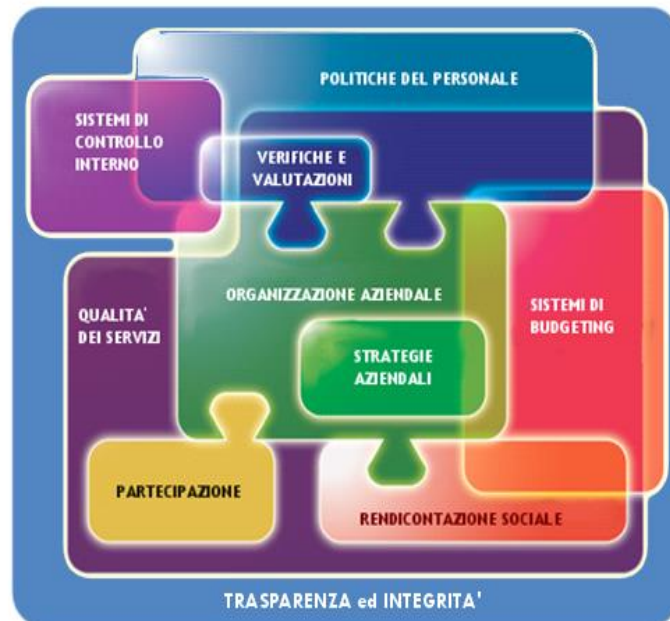 POLITICHE DEL PERSONALE
SISTEMI DI
CONTROLLO
INTERNO
VERIFICHE E
VALUTAZIONI
ORGANIZZAZIONE AZIENDALE
QUALITA'
DEI SERVIZI
SISTEMI DI
BUDGETING
STRATEGIE
AZIENDALI
PARTECIPAZIONE
RENDICONTAZIONE SOCIALE
TRASPARENZA ed INTEGRITA'